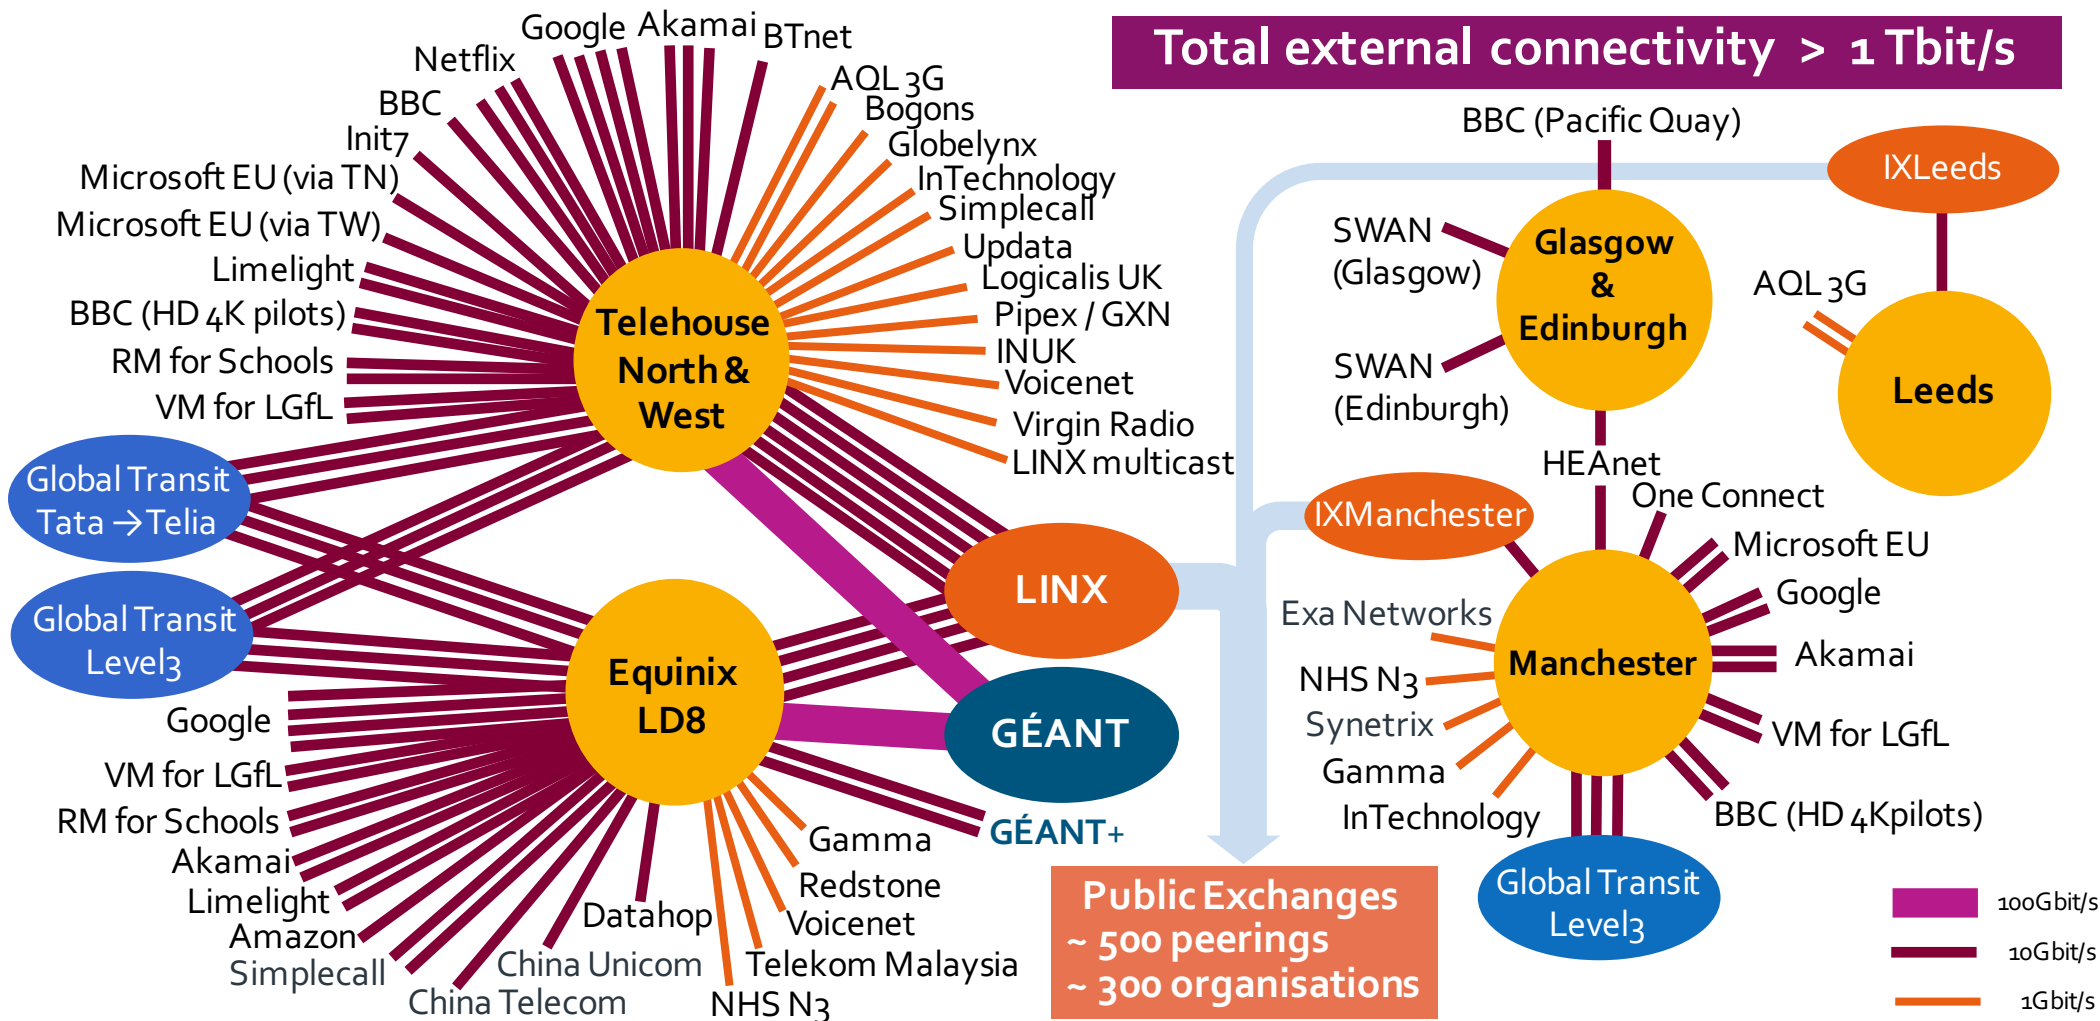 Total external connectivity > 1 Tbit/s
Google
Akamai
BTnet
Netflix
BBC
Init7
Microsoft EU (via TN)
Microsoft EU (via TW)
Limelight
BBC (HD 4K pilots)
RM for Schools
VM for LGfL
AQL 3G
Bogons
Globelynx
InTechnology
Simplecall
Updata
Logicalis UK
Pipex / GXN
INUK
Voicenet
Virgin Radio
LINX multicast
Telehouse
North &
West
Global Transit
Tata →Telia
Global Transit
Level3
LINX
GÉANT
GÉANT+
Equinix
LD8
Google
VM for LGfL
RM for Schools
Akamai
Limelight
Amazon
Simplecall
China Telecom
China Unicom
Datahop
NHS N3
Telekom Malaysia
Voicenet
Redstone
Gamma
BBC (Pacific Quay)
SWAN
(Glasgow)
SWAN
(Edinburgh)
Glasgow
&
Edinburgh
HEAnet
IXLeeds
AQL 3G
Leeds
IXManchester
One Connect
Microsoft EU
Google
Akamai
VM for LGfL
BBC (HD 4Kpilots)
Exa Networks
NHS N3
Synetrix
Gamma
InTechnology
Manchester
Global Transit
Level3
Public Exchanges
~ 500 peerings
~ 300 organisations
100Gbit/s
10Gbit/s
1Gbit/s